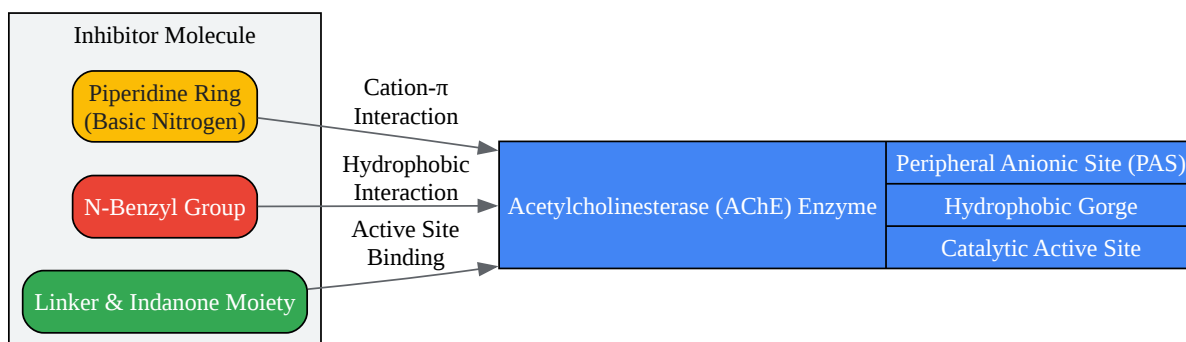 Inhibitor Molecule
Piperidine Ring
(Basic Nitrogen)
N-Benzyl Group
Linker & Indanone Moiety
Cation-π
Interaction
Hydrophobic
Interaction
Active Site
Binding
Acetylcholinesterase (AChE) Enzyme
Peripheral Anionic Site (PAS)
Hydrophobic Gorge
Catalytic Active Site